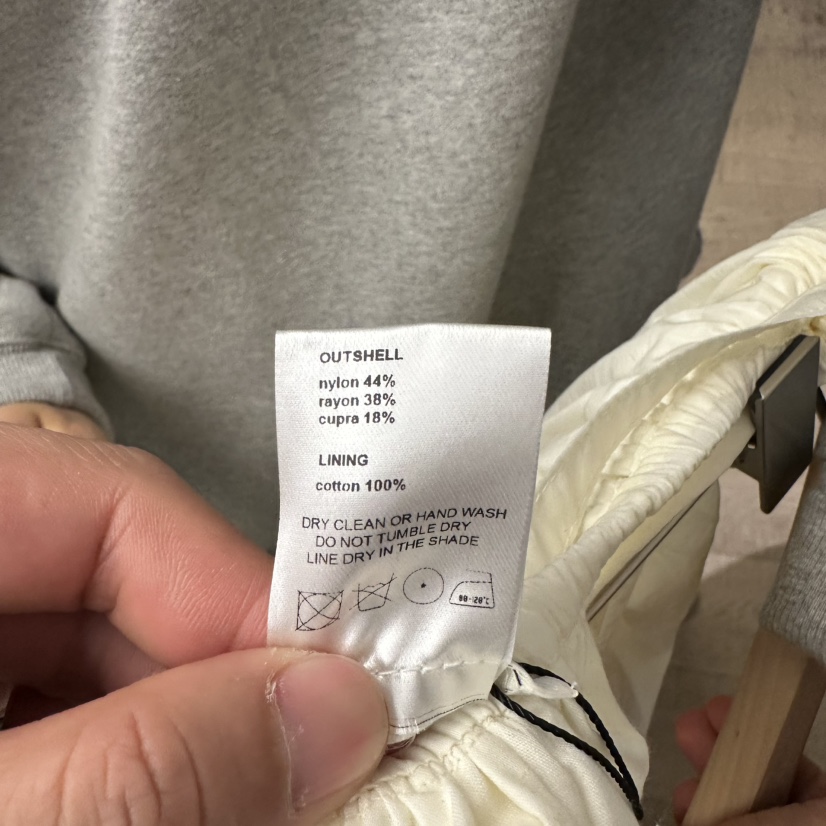 OUTSHELL
nylon 44%
rayon 38%
cupra 18%
LINING
cotton 100%
DRY CLEAN OR HAND WASH
DO NOT TUMBLE DRY
LINE DRY IN THE SHADE